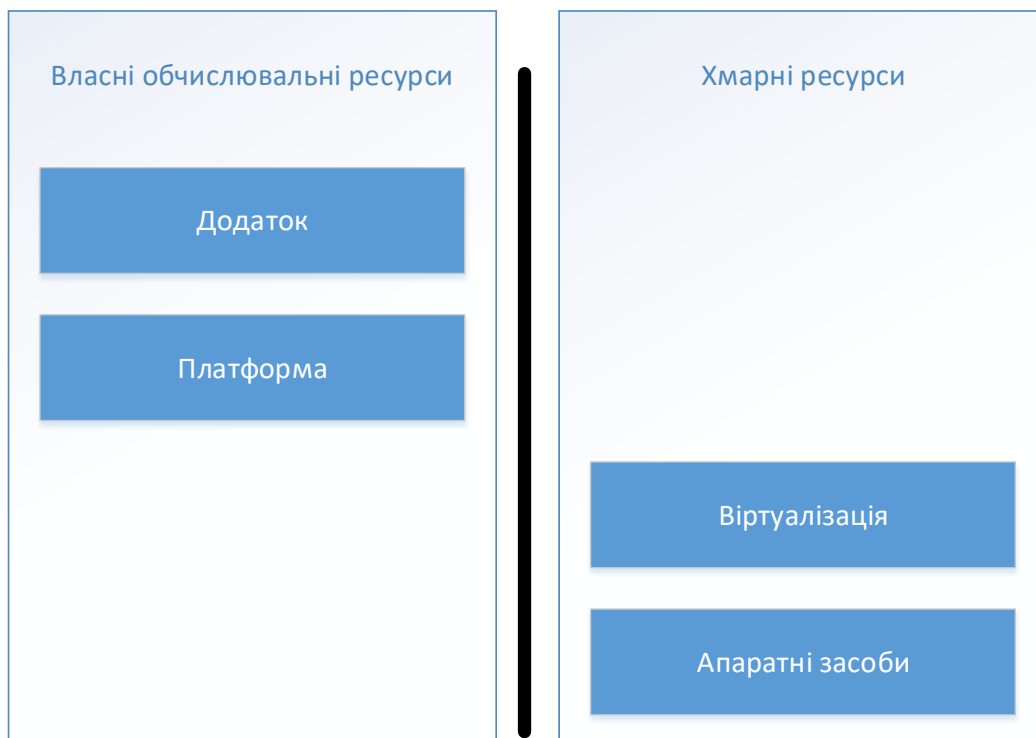 Власні обчислювальні ресурси
Додаток
Платформа
Хмарні ресурси
Віртуалізація
Апаратні засоби